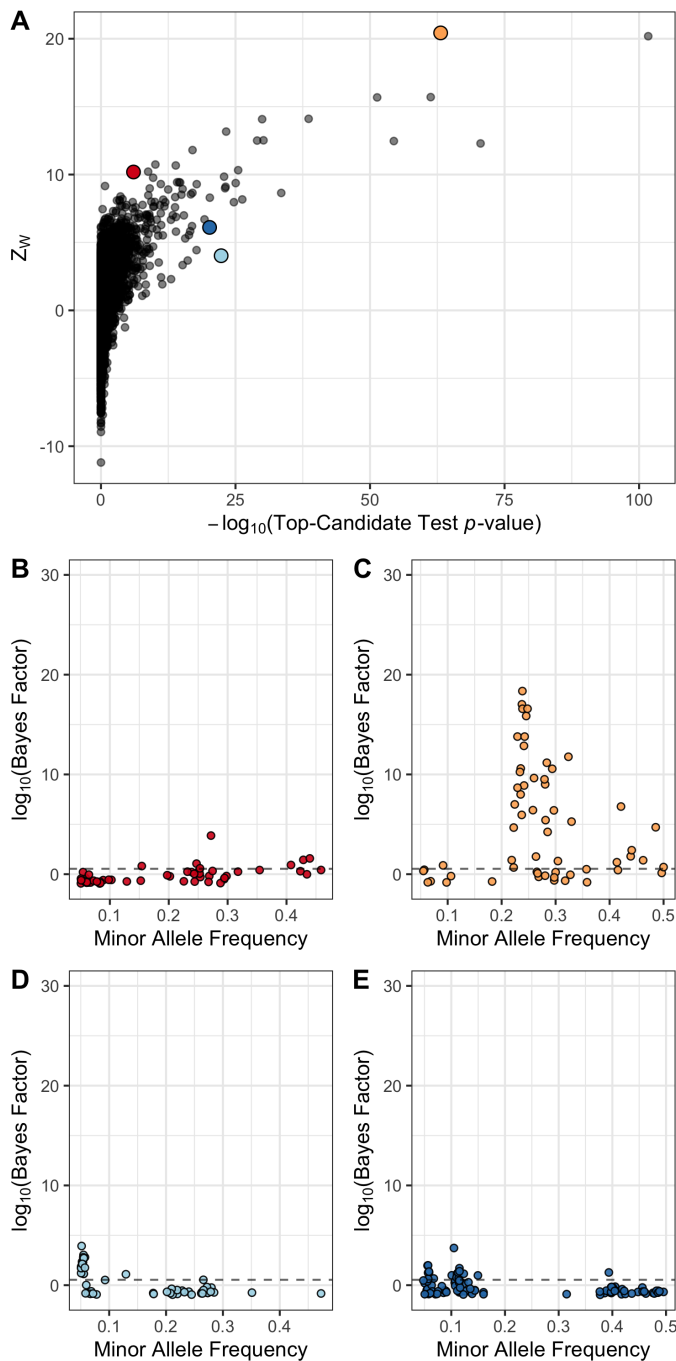 A
20
10
0
-10
Z_W
0 25 50 75 100
−log₁₀(Top-Candidate Test p-value)
B
30
20
10
0
log₁₀(Bayes Factor)
0.1 0.2 0.3 0.4
Minor Allele Frequency
C
30
20
10
0
log₁₀(Bayes Factor)
0.1 0.2 0.3 0.4 0.5
Minor Allele Frequency
D
30
20
10
0
log₁₀(Bayes Factor)
0.1 0.2 0.3 0.4
Minor Allele Frequency
E
30
20
10
0
log₁₀(Bayes Factor)
0.1 0.2 0.3 0.4 0.5
Minor Allele Frequency